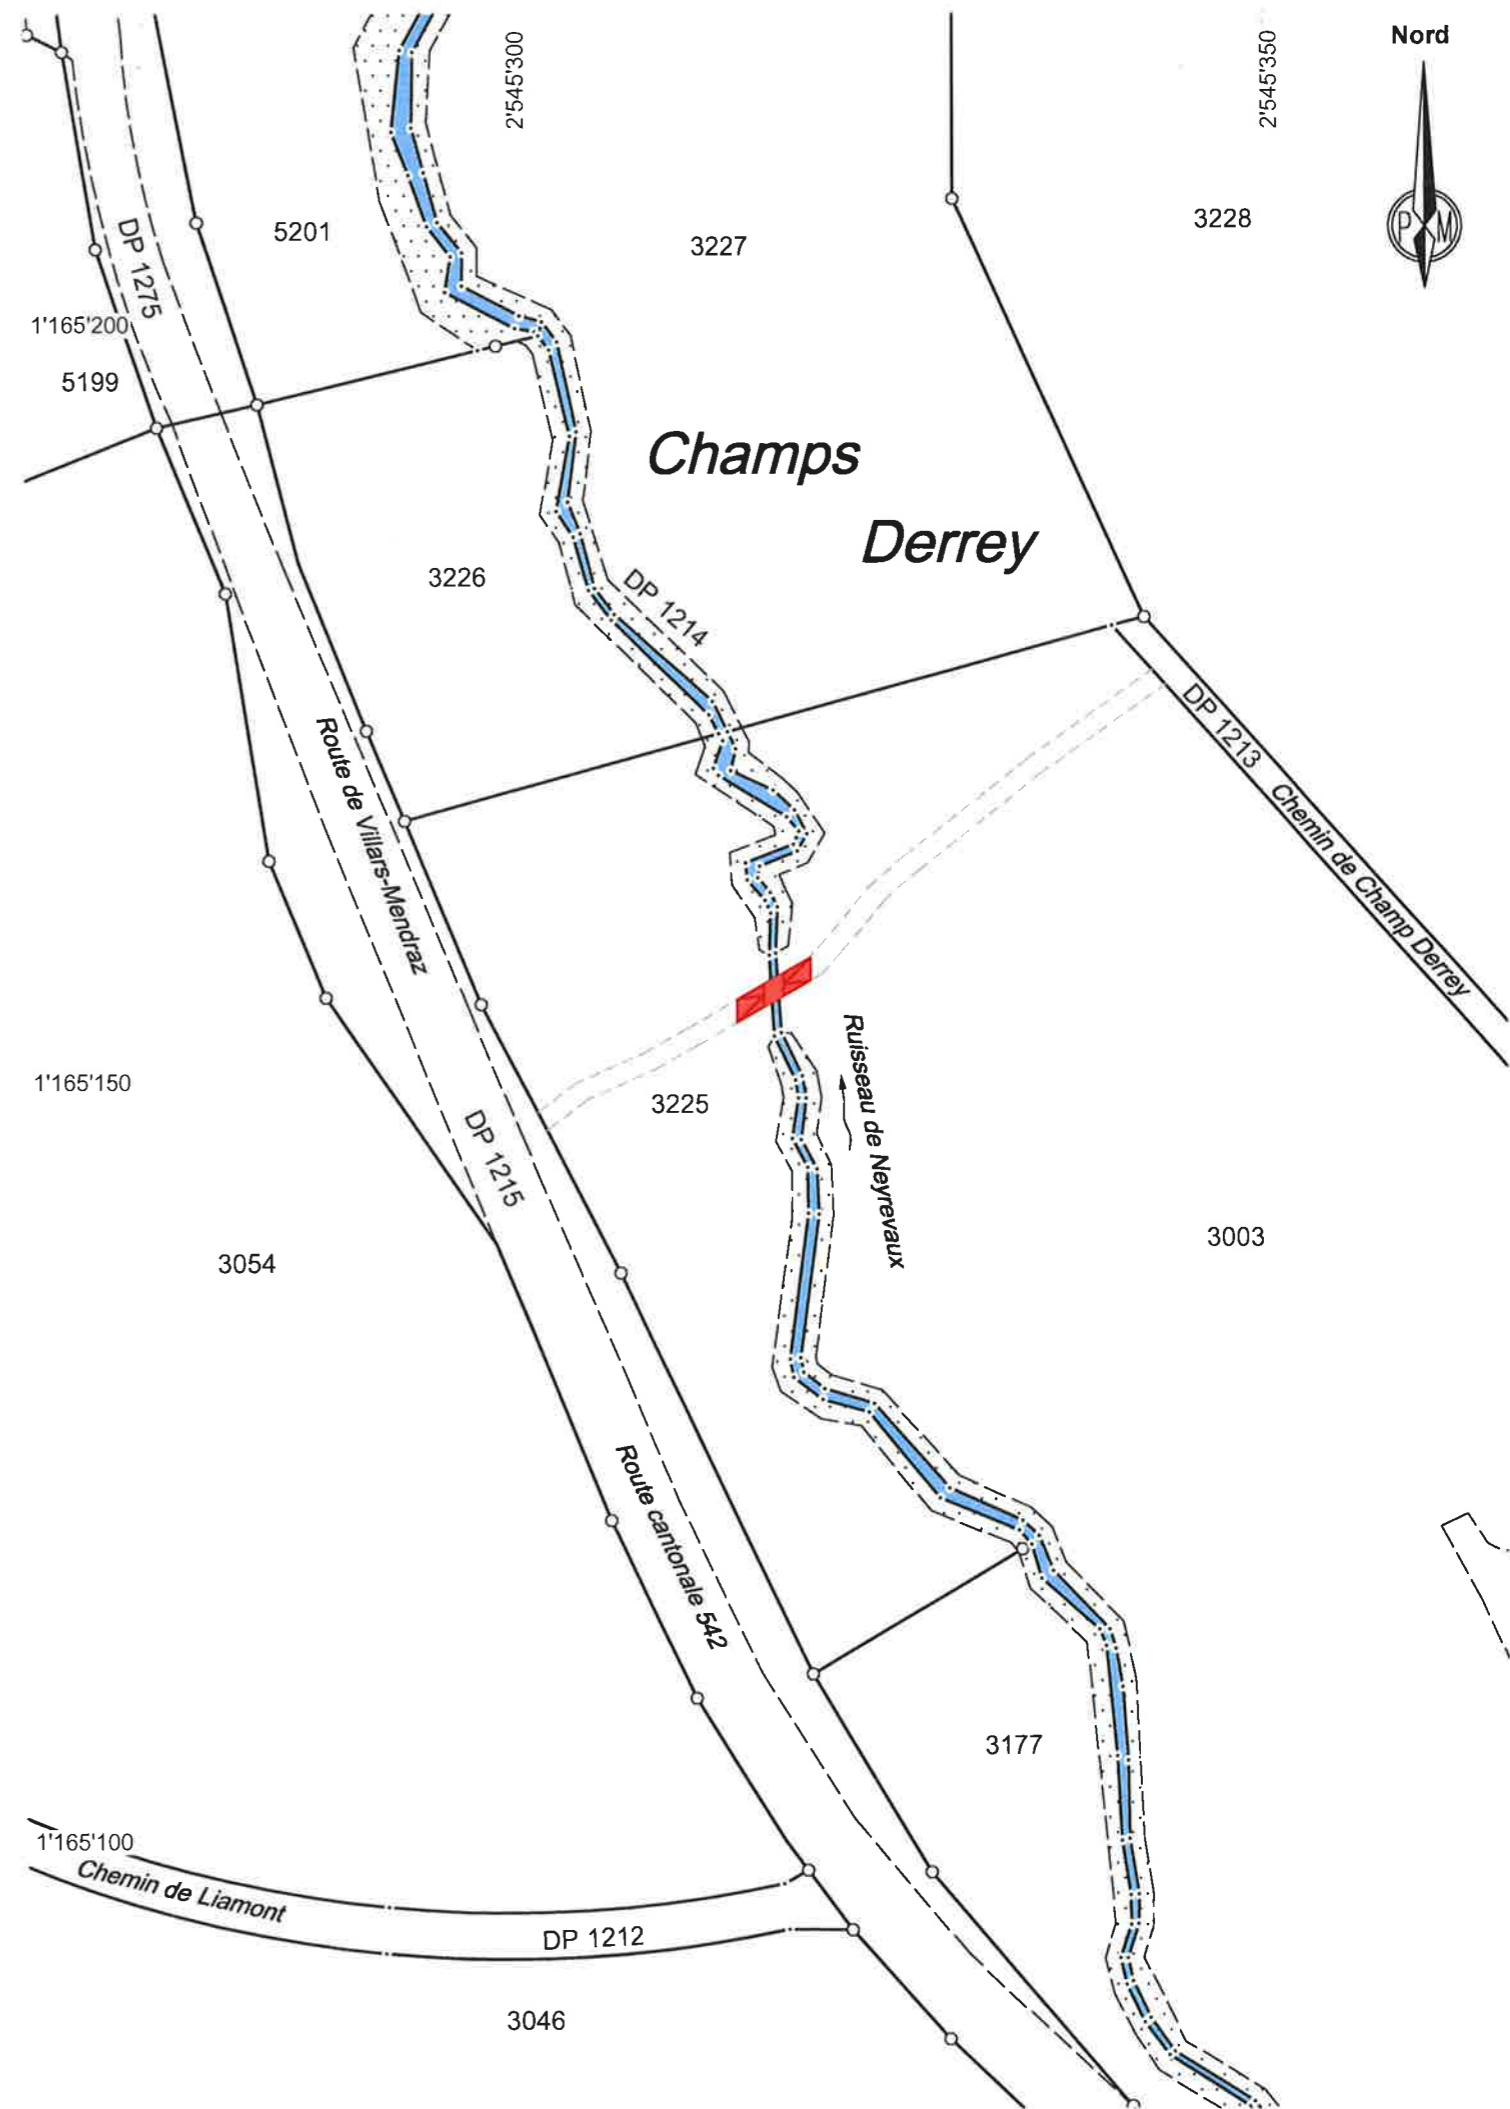 2'545'300
2'545'350
Nord
P M
5201
3227
3228
DP 1275
1'165'200
5199
Champs
Derrey
3226
DP 1214
DP 1213 Chemin de Champ Derrey
Route de Villars-Mendraz
1'165'150
3225
Ruisseau de Neyrevaux
DP 1215
3054
3003
Route cantonale 542
3177
1'165'100
Chemin de Liamont
DP 1212
3046